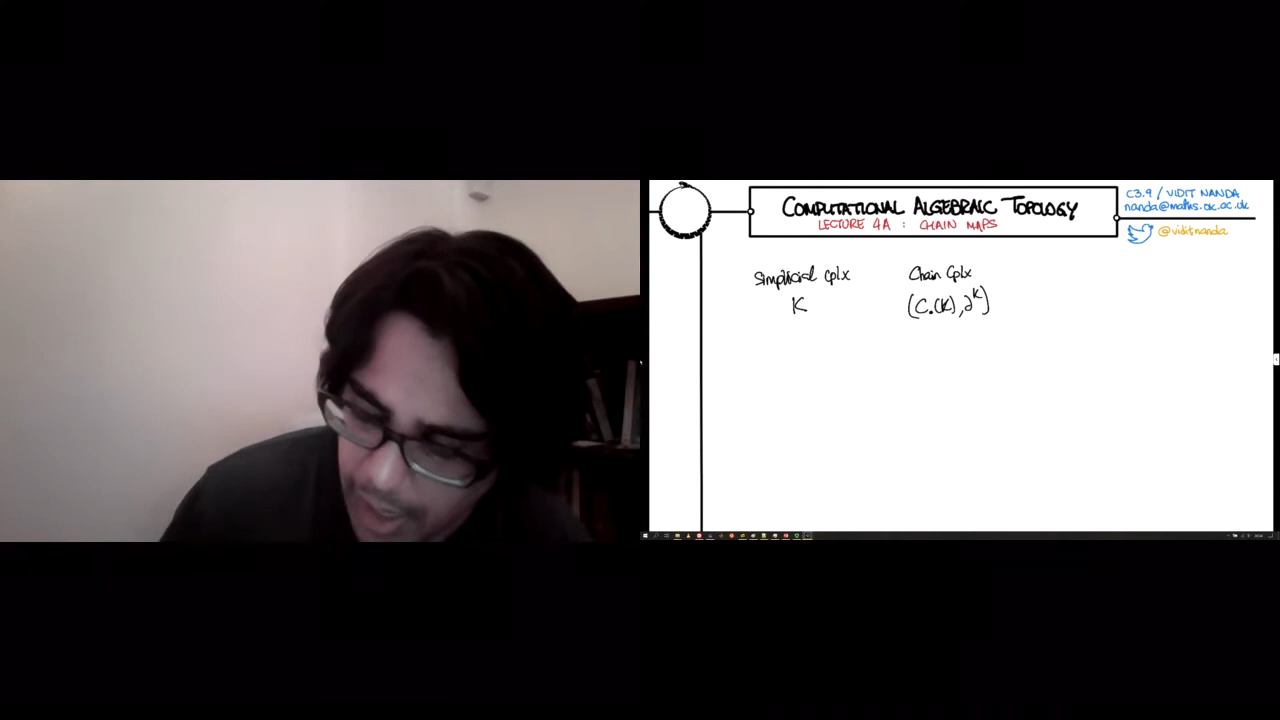 COMPUTATIONAL ALGEBRAIC TOPOLOGY
LECTURE 4A : CHAIN MAPS
C3.9 / VIDIT NANDA
nanda@maths.ox.ac.uk
@viditnanda
Simplicial Cplx Chain Cplx
K (C.(K), ∂^K)